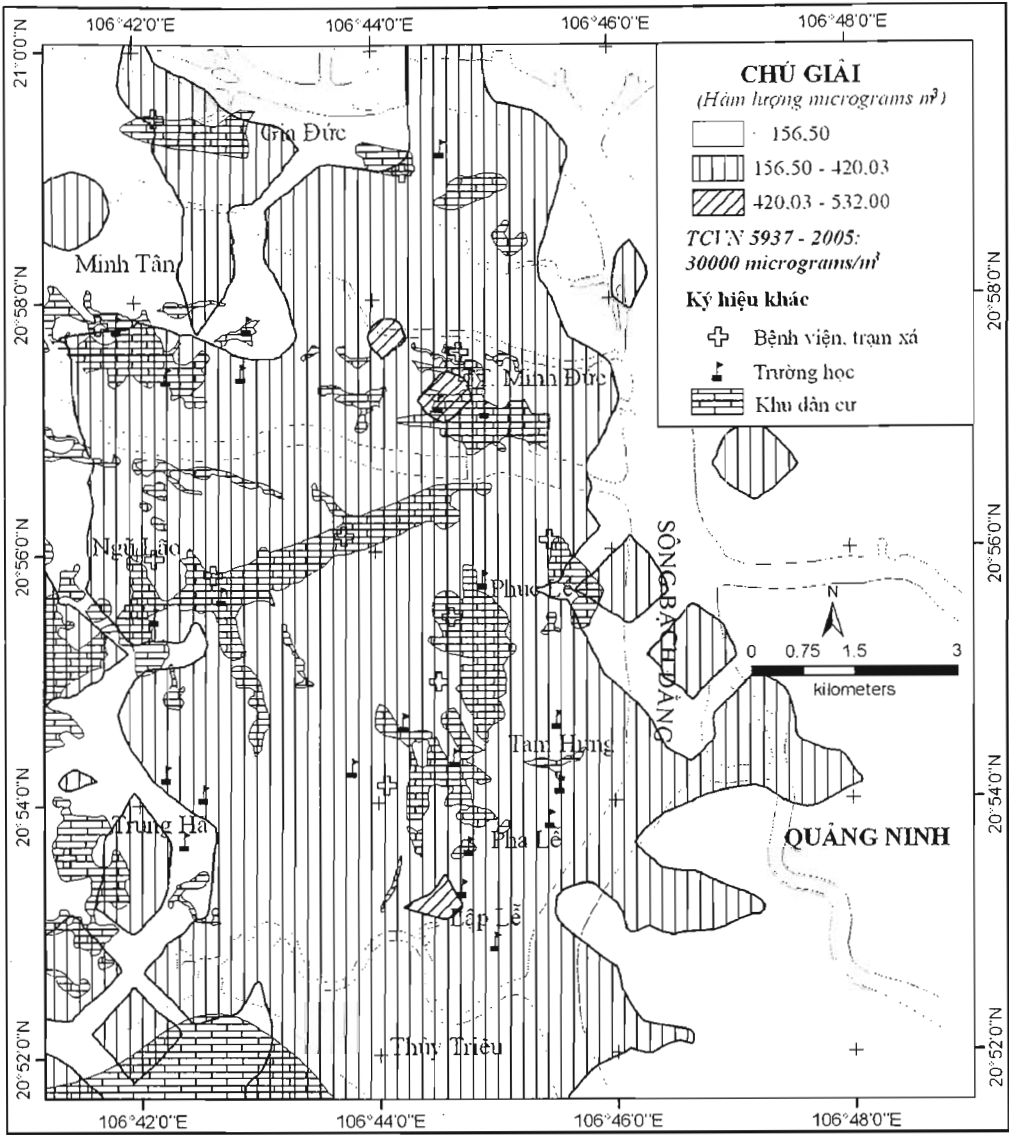 106°42'0"E 106°44'0"E 106°46'0"E 106°48'0"E
21°0'0"N
20°58'0"N
20°56'0"N
20°54'0"N
20°52'0"N
CHÚ GIẢI
(Hàm lượng micrograms m³)
156.50
156.50 - 420.03
420.03 - 532.00
TCVN 5937 - 2005:
30000 micrograms/m³
Ký hiệu khác
Bệnh viện, trạm xá
Trường học
Khu dân cư
Gia Đức
Minh Tân
Minh Đức
Ngũ Lão
Phục Lễ
SÔNG BẠCH ĐẰNG
N
0 0.75 1.5 3
kilometers
Tam Hưng
Trung Hà
Phả Lễ
QUẢNG NINH
Lập Lễ
Thủy Triều
20°58'0"N
20°56'0"N
20°54'0"N
20°52'0"N
106°42'0"E 106°44'0"E 106°46'0"E 106°48'0"E